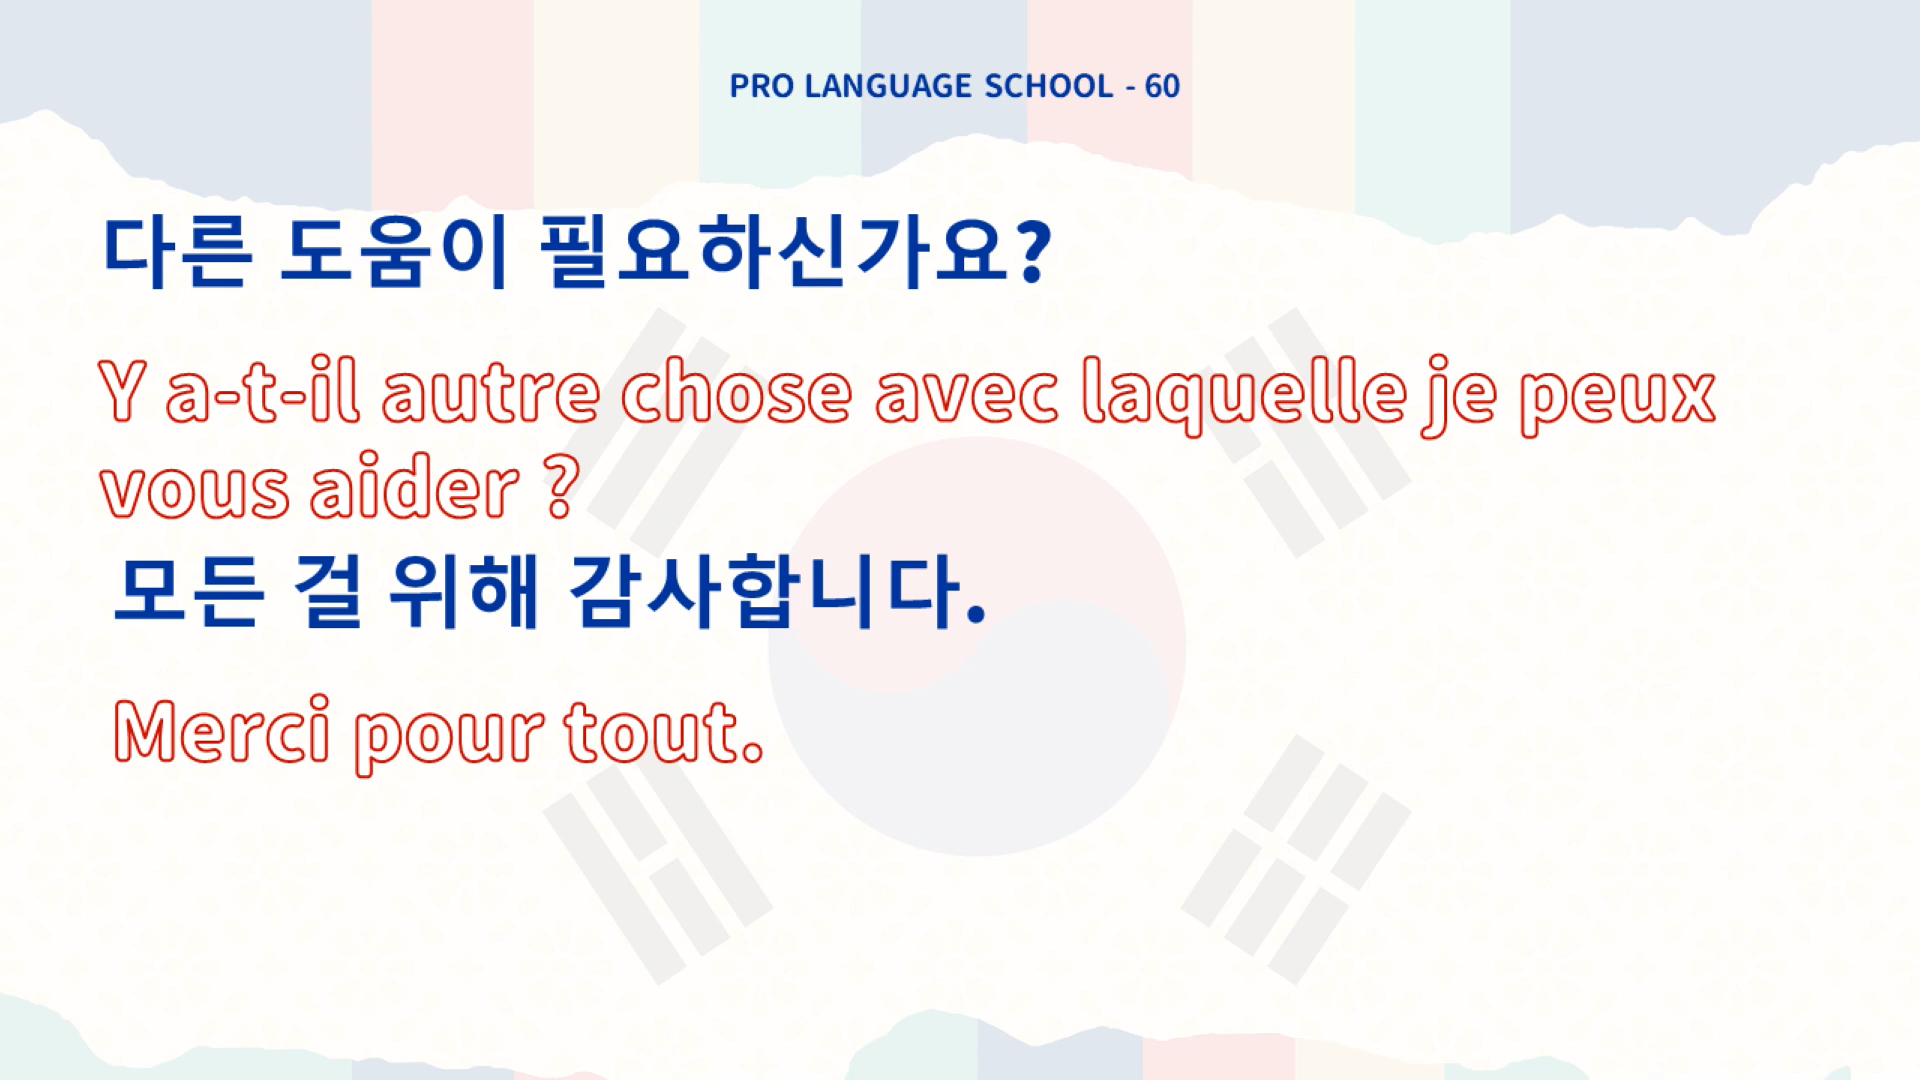 PRO LANGUAGE SCHOOL - 60
다른 도움이 필요하신가요?
Y a-t-il autre chose avec laquelle je peux
vous aider ?
모든 걸 위해 감사합니다.
Merci pour tout.